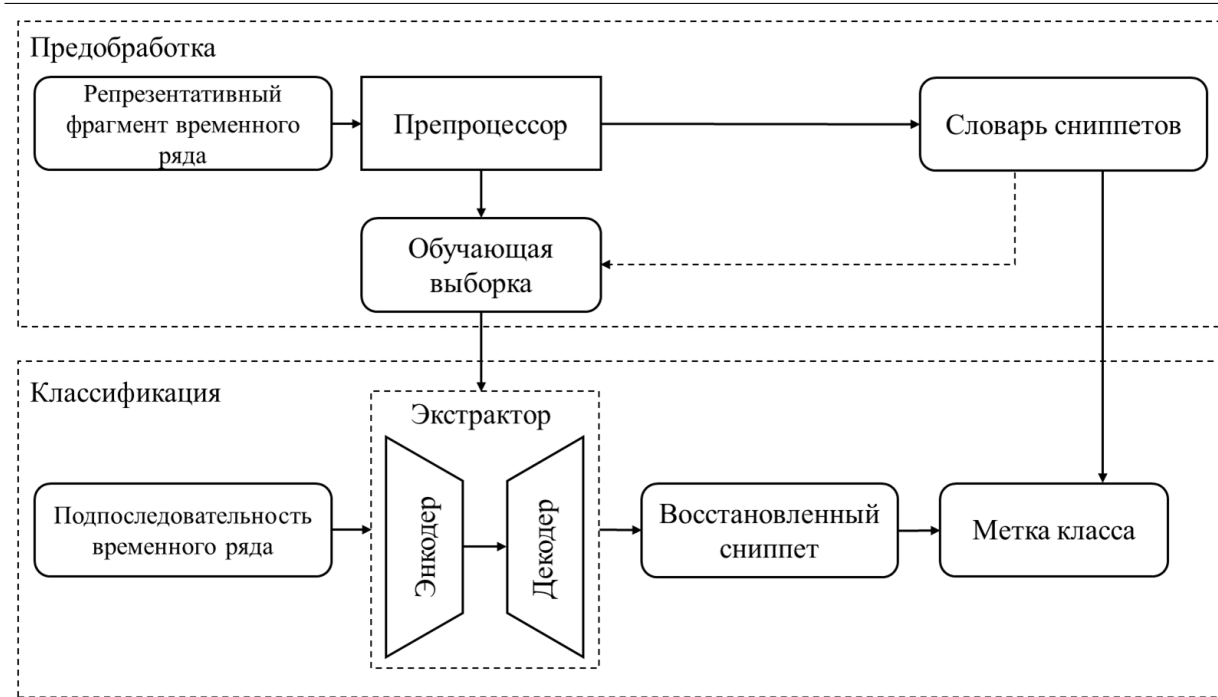 Предобработка
Репрезентативный
фрагмент временного
ряда
Препроцессор
Словарь сниппетов
Обучающая
выборка
Классификация
Экстрактор
Подпоследовательность
временного ряда
Энкодер
Декодер
Восстановленный
сниппет
Метка класса